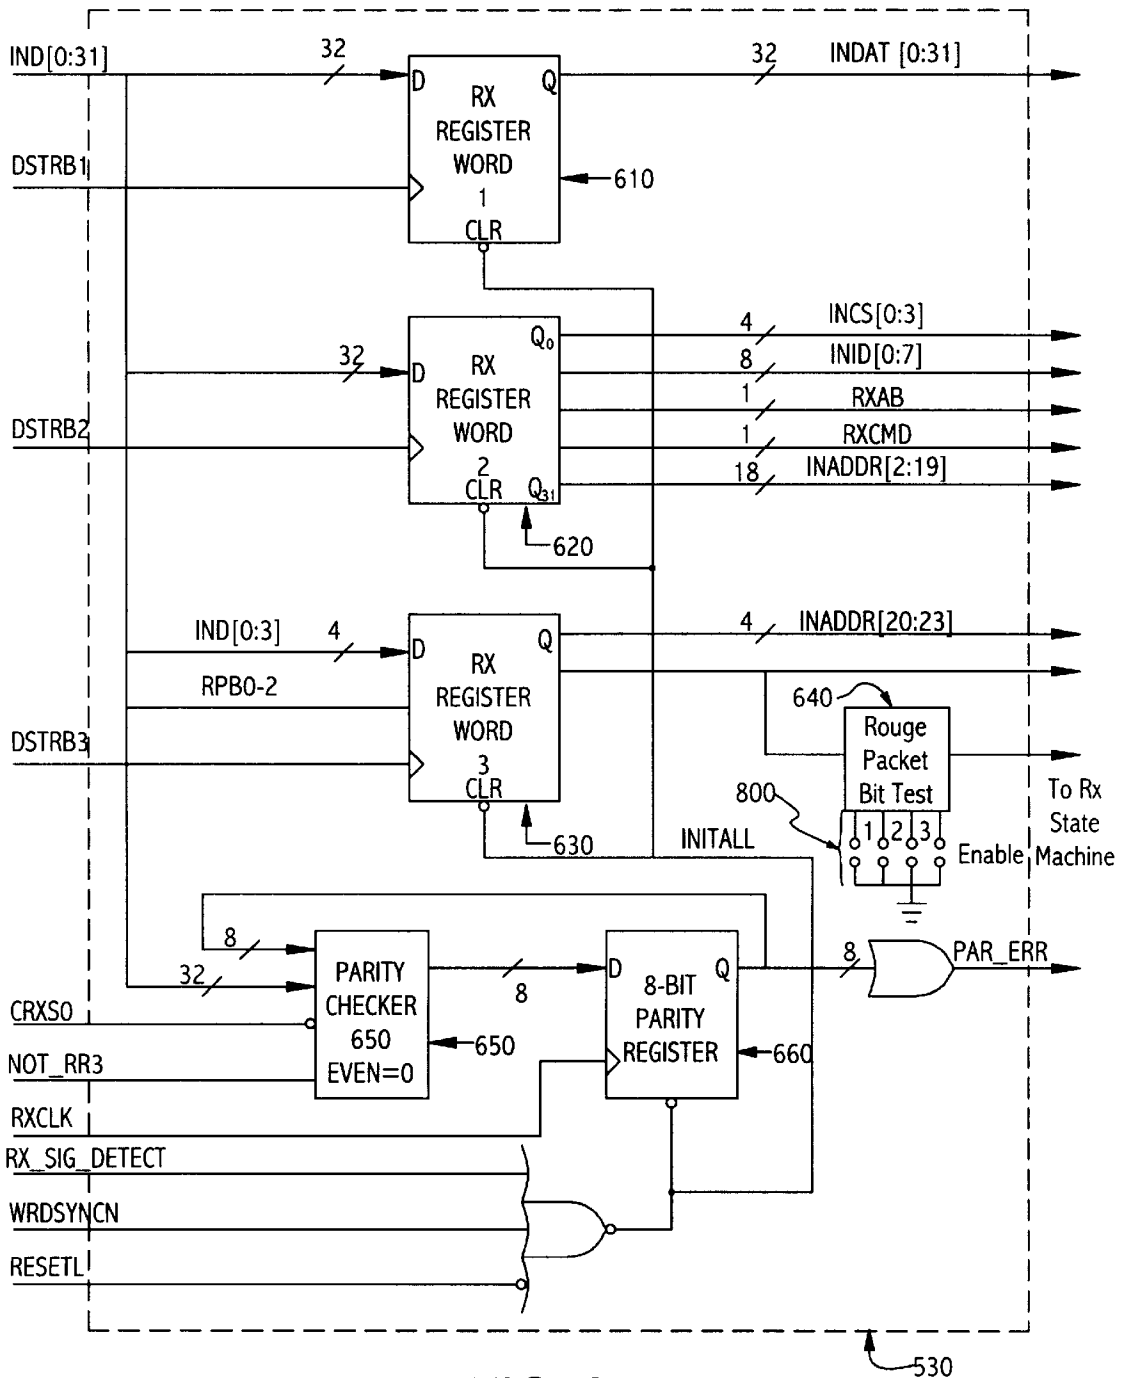 IND[0:31]
32
D
Q
32
INDAT [0:31]
RX
REGISTER
WORD
1
CLR
DSTRB1
610
32
D
Q0
RX
REGISTER
WORD
2
CLR
Q31
4
INCS[0:3]
8
INID[0:7]
1
RXAB
1
RXCMD
18
INADDR[2:19]
DSTRB2
620
IND[0:3]
4
D
Q
RX
REGISTER
WORD
3
CLR
4
INADDR[20:23]
RPB0-2
DSTRB3
640
Rouge
Packet
Bit Test
800
1 2 3
Enable
To Rx
State
Machine
630
INITALL
8
32
PARITY
CHECKER
650
EVEN=0
8
650
D
Q
8-BIT
PARITY
REGISTER
660
8
PAR_ERR
CRXS0
NOT_RR3
RXCLK
RX_SIG_DETECT
WRDSYNCN
RESETL
530